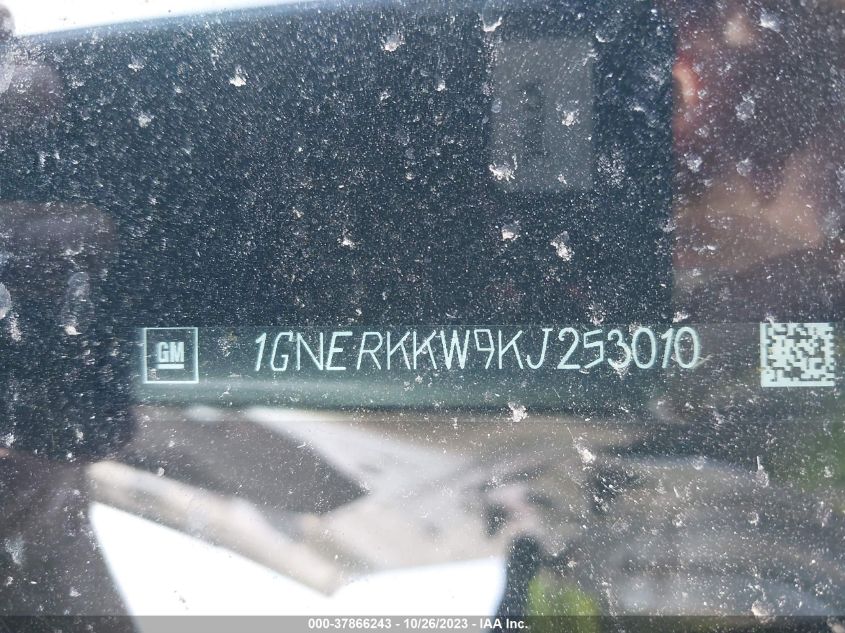 GM 1GNERKKW9KJ253010
000-37866243 - 10/26/2023 - IAA Inc.